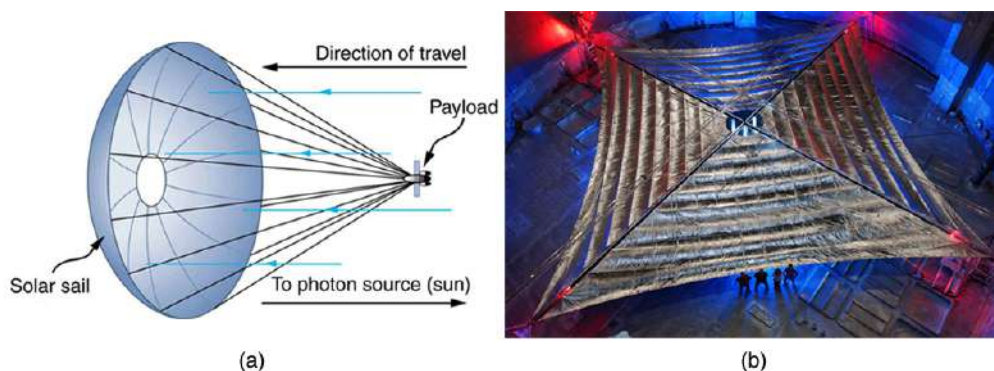 Direction of travel
Payload
Solar sail
To photon source (sun)
(a)
(b)